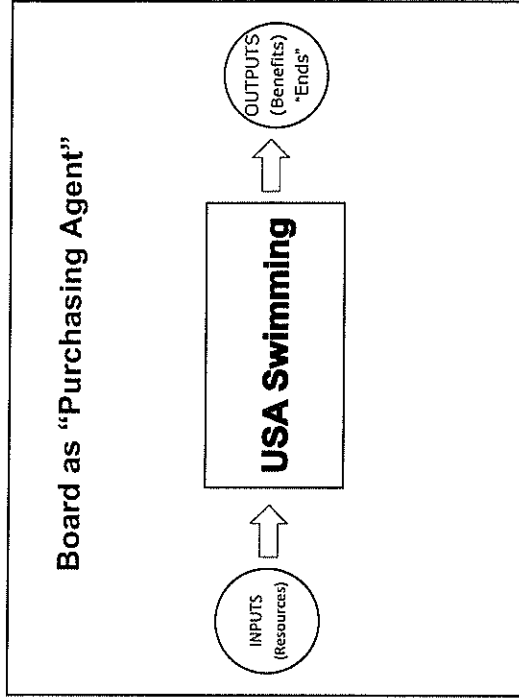 Board as “Purchasing Agent”
INPUTS
(Resources)
USA Swimming
OUTPUTS
(Benefits)
“Ends”